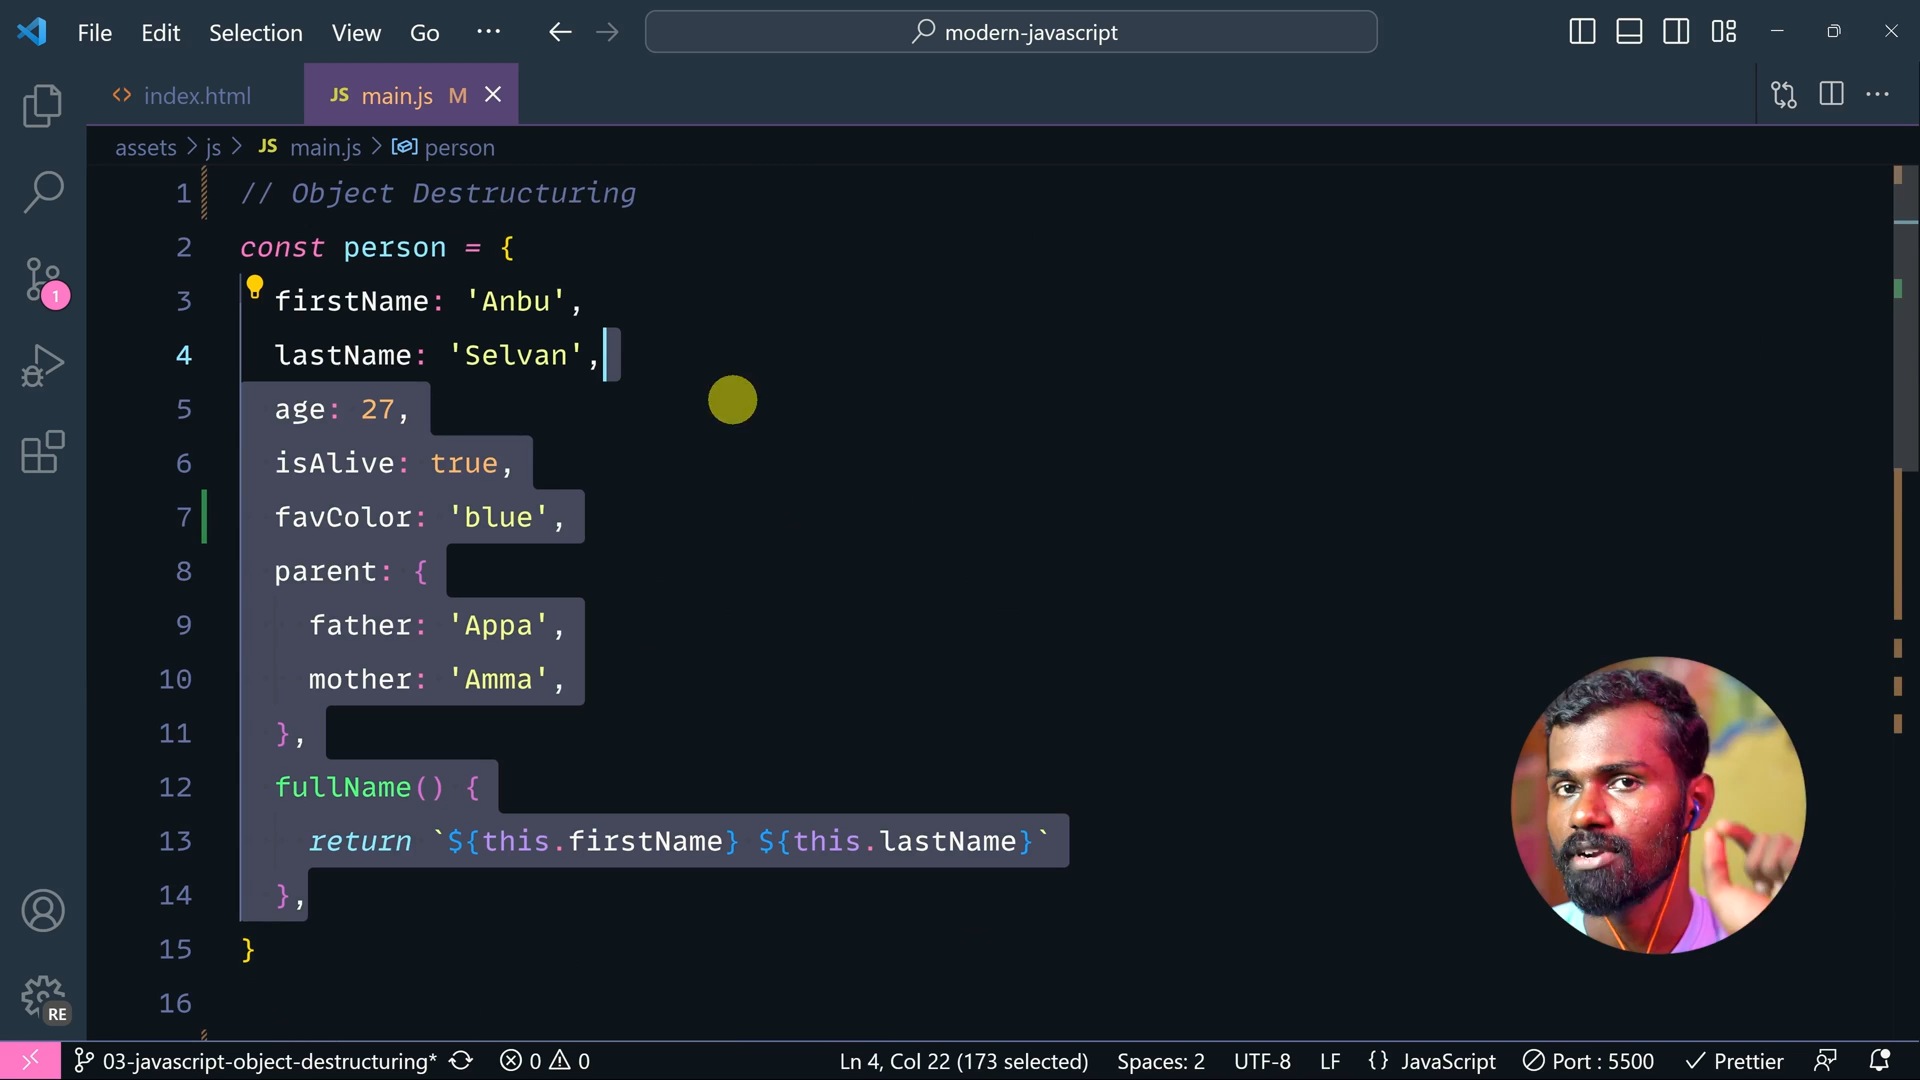 File Edit Selection View Go ··· modern-javascript
index.html JS main.js M
assets > js > JS main.js > person
1 // Object Destructuring
2 const person = {
3 firstName: 'Anbu',
4 lastName: 'Selvan',
5 age: 27,
6 isAlive: true,
7 favColor: 'blue',
8 parent: {
9 father: 'Appa',
10 mother: 'Amma',
11 },
12 fullName() {
13 return `${this.firstName} ${this.lastName}`
14 },
15 }
16
1
RE
03-javascript-object-destructuring* 0 0 Ln 4, Col 22 (173 selected) Spaces: 2 UTF-8 LF {} JavaScript Port : 5500 Prettier